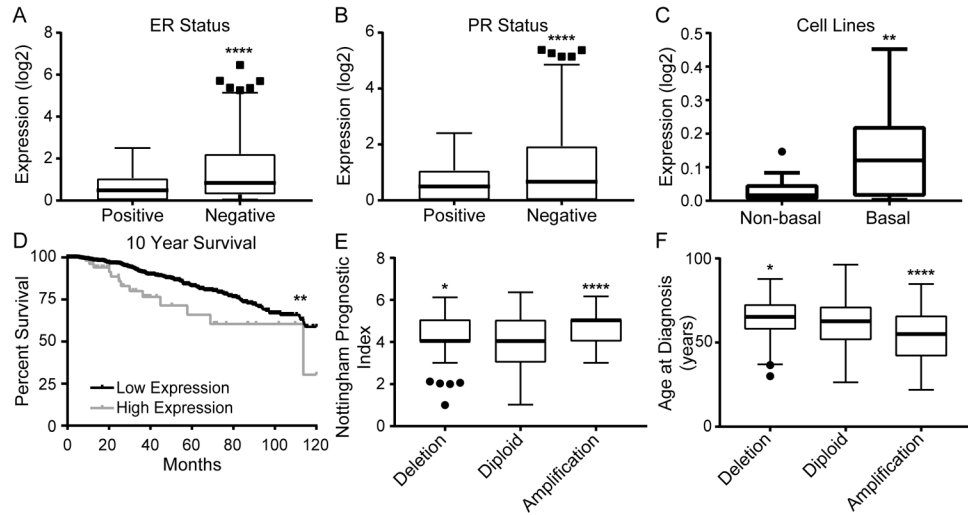 A
ER Status
Expression (log2)
8
6
4
2
0
****
Positive
Negative
B
PR Status
Expression (log2)
6
4
2
0
****
Positive
Negative
C
Cell Lines
Expression (log2)
0.5
0.4
0.3
0.2
0.1
0.0
**
Non-basal
Basal
D
10 Year Survival
Percent Survival
100
75
50
25
0
20
40
60
80
100
120
Months
**
Low Expression
High Expression
E
Nottingham Prognostic
Index
8
6
4
2
0
*
****
Deletion
Diploid
Amplification
F
Age at Diagnosis
(years)
100
50
0
*
****
Deletion
Diploid
Amplification